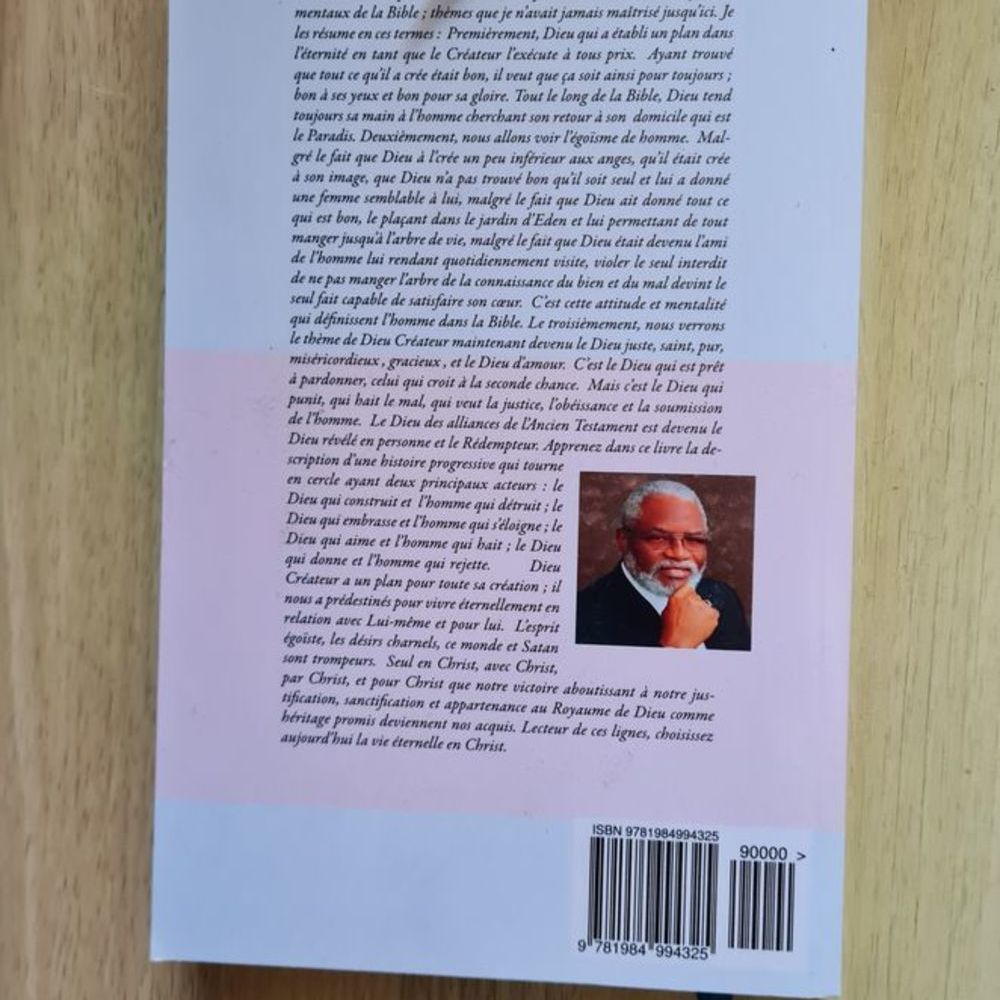 mentaux de la Bible ; thèmes que je n'avait jamais maîtrisé jusqu'ici. Je
les résume en ces termes : Premièrement, Dieu qui a établi un plan dans
l'éternité en tant que le Créateur l'exécute à tous prix. Ayant trouvé
que tout ce qu'il a crée était bon, il veut que ça soit ainsi pour toujours ;
bon à ses yeux et bon pour sa gloire. Tout le long de la Bible, Dieu tend
toujours sa main à l'homme cherchant son retour à son domicile qui est
le Paradis. Deuxièmement, nous allons voir l'égoïsme de homme. Mal-
gré le fait que Dieu à l'crée un peu inférieur aux anges, qu'il était crée
à son image, que Dieu n'a pas trouvé bon qu'il soit seul et lui a donné
une femme semblable à lui, malgré le fait que Dieu ait donné tout ce
qui est bon, le plaçant dans le jardin d'Eden et lui permettant de tout
manger jusqu'à l'arbre de vie, malgré le fait que Dieu était devenu l'ami
de l'homme lui rendant quotidiennement visite, violer le seul interdit
de ne pas manger l'arbre de la connaissance du bien et du mal devint le
seul fait capable de satisfaire son cœur. C'est cette attitude et mentalité
qui définissent l'homme dans la Bible. Le troisièmement, nous verrons
le thème de Dieu Créateur maintenant devenu le Dieu juste, saint, pur,
miséricordieux, gracieux, et le Dieu d'amour. C'est le Dieu qui est prêt
à pardonner, celui qui croit à la seconde chance. Mais c'est le Dieu qui
punit, qui hait le mal, qui veut la justice, l'obéissance et la soumission
de l'homme. Le Dieu des alliances de l'Ancien Testament est devenu le
Dieu révélé en personne et le Rédempteur. Apprenez dans ce livre la de-
scription d'une histoire progressive qui tourne
en cercle ayant deux principaux acteurs : le
Dieu qui construit et l'homme qui détruit ; le
Dieu qui embrasse et l'homme qui s'éloigne ; le
Dieu qui aime et l'homme qui hait ; le Dieu
qui donne et l'homme qui rejette. Dieu
Créateur a un plan pour toute sa création ; il
nous a prédestinés pour vivre éternellement en
relation avec Lui-même et pour lui. L'esprit
égoïste, les désirs charnels, ce monde et Satan
sont trompeurs. Seul en Christ, avec Christ,
par Christ, et pour Christ que notre victoire aboutissant à notre jus-
tification, sanctification et appartenance au Royaume de Dieu comme
héritage promis deviennent nos acquis. Lecteur de ces lignes, choisissez
aujourd'hui la vie éternelle en Christ.
ISBN 9781984994325
90000 >
9 781984 994325